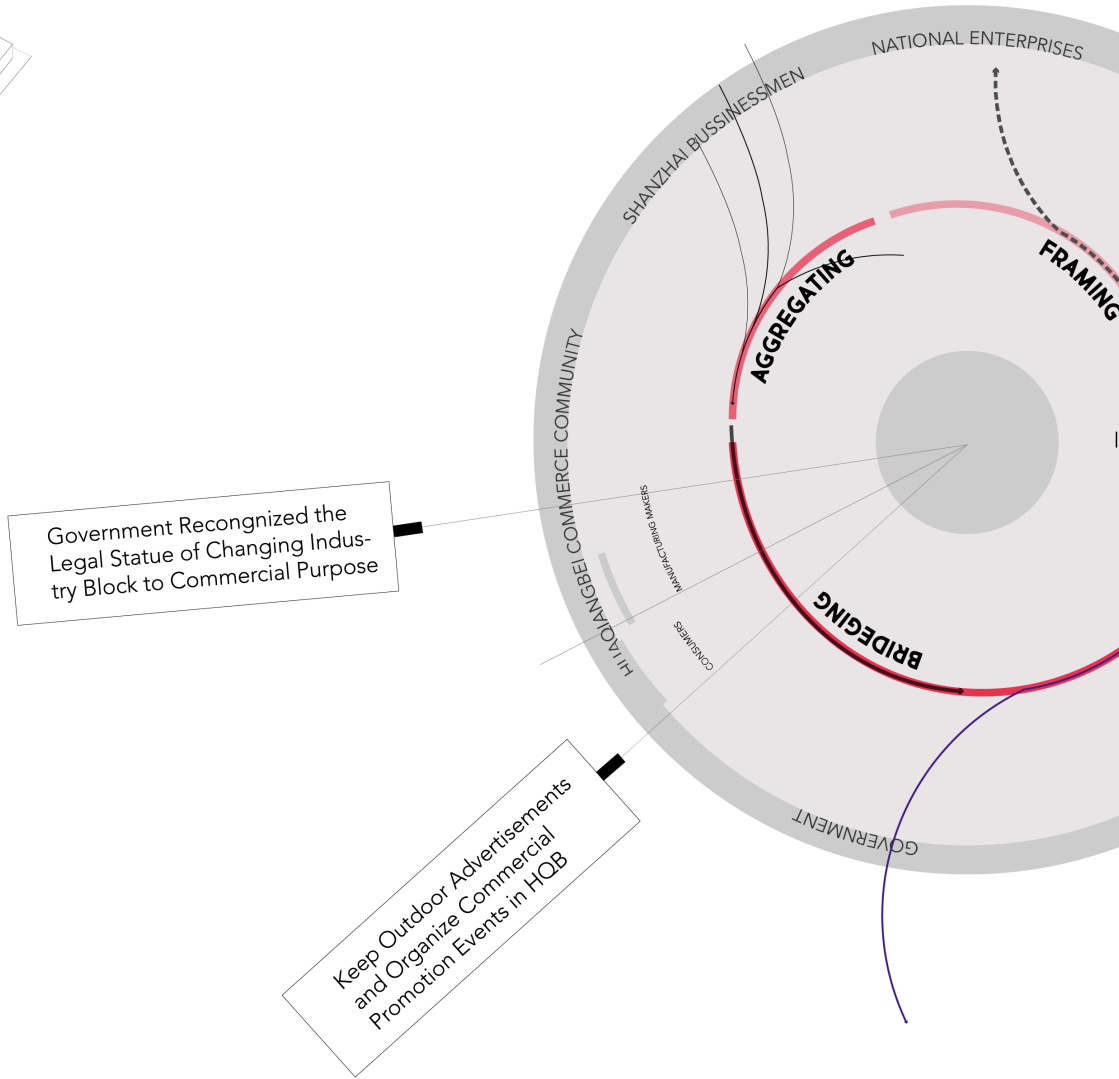 NATIONAL ENTERPRISES
SHANZHAI BUSSINESSMEN
FRAMING
AGGREGATING
HUAQIANGBEI COMMERCE COMMUNITY
MANUFACTURING MAKERS
Government Recongnized the
Legal Statue of Changing Indus-
try Block to Commercial Purpose
CONSUMERS
BRIDEGING
Keep Outdoor Advertisements
and Organize Commercial
Promotion Events in HQB
GOVERNMENT